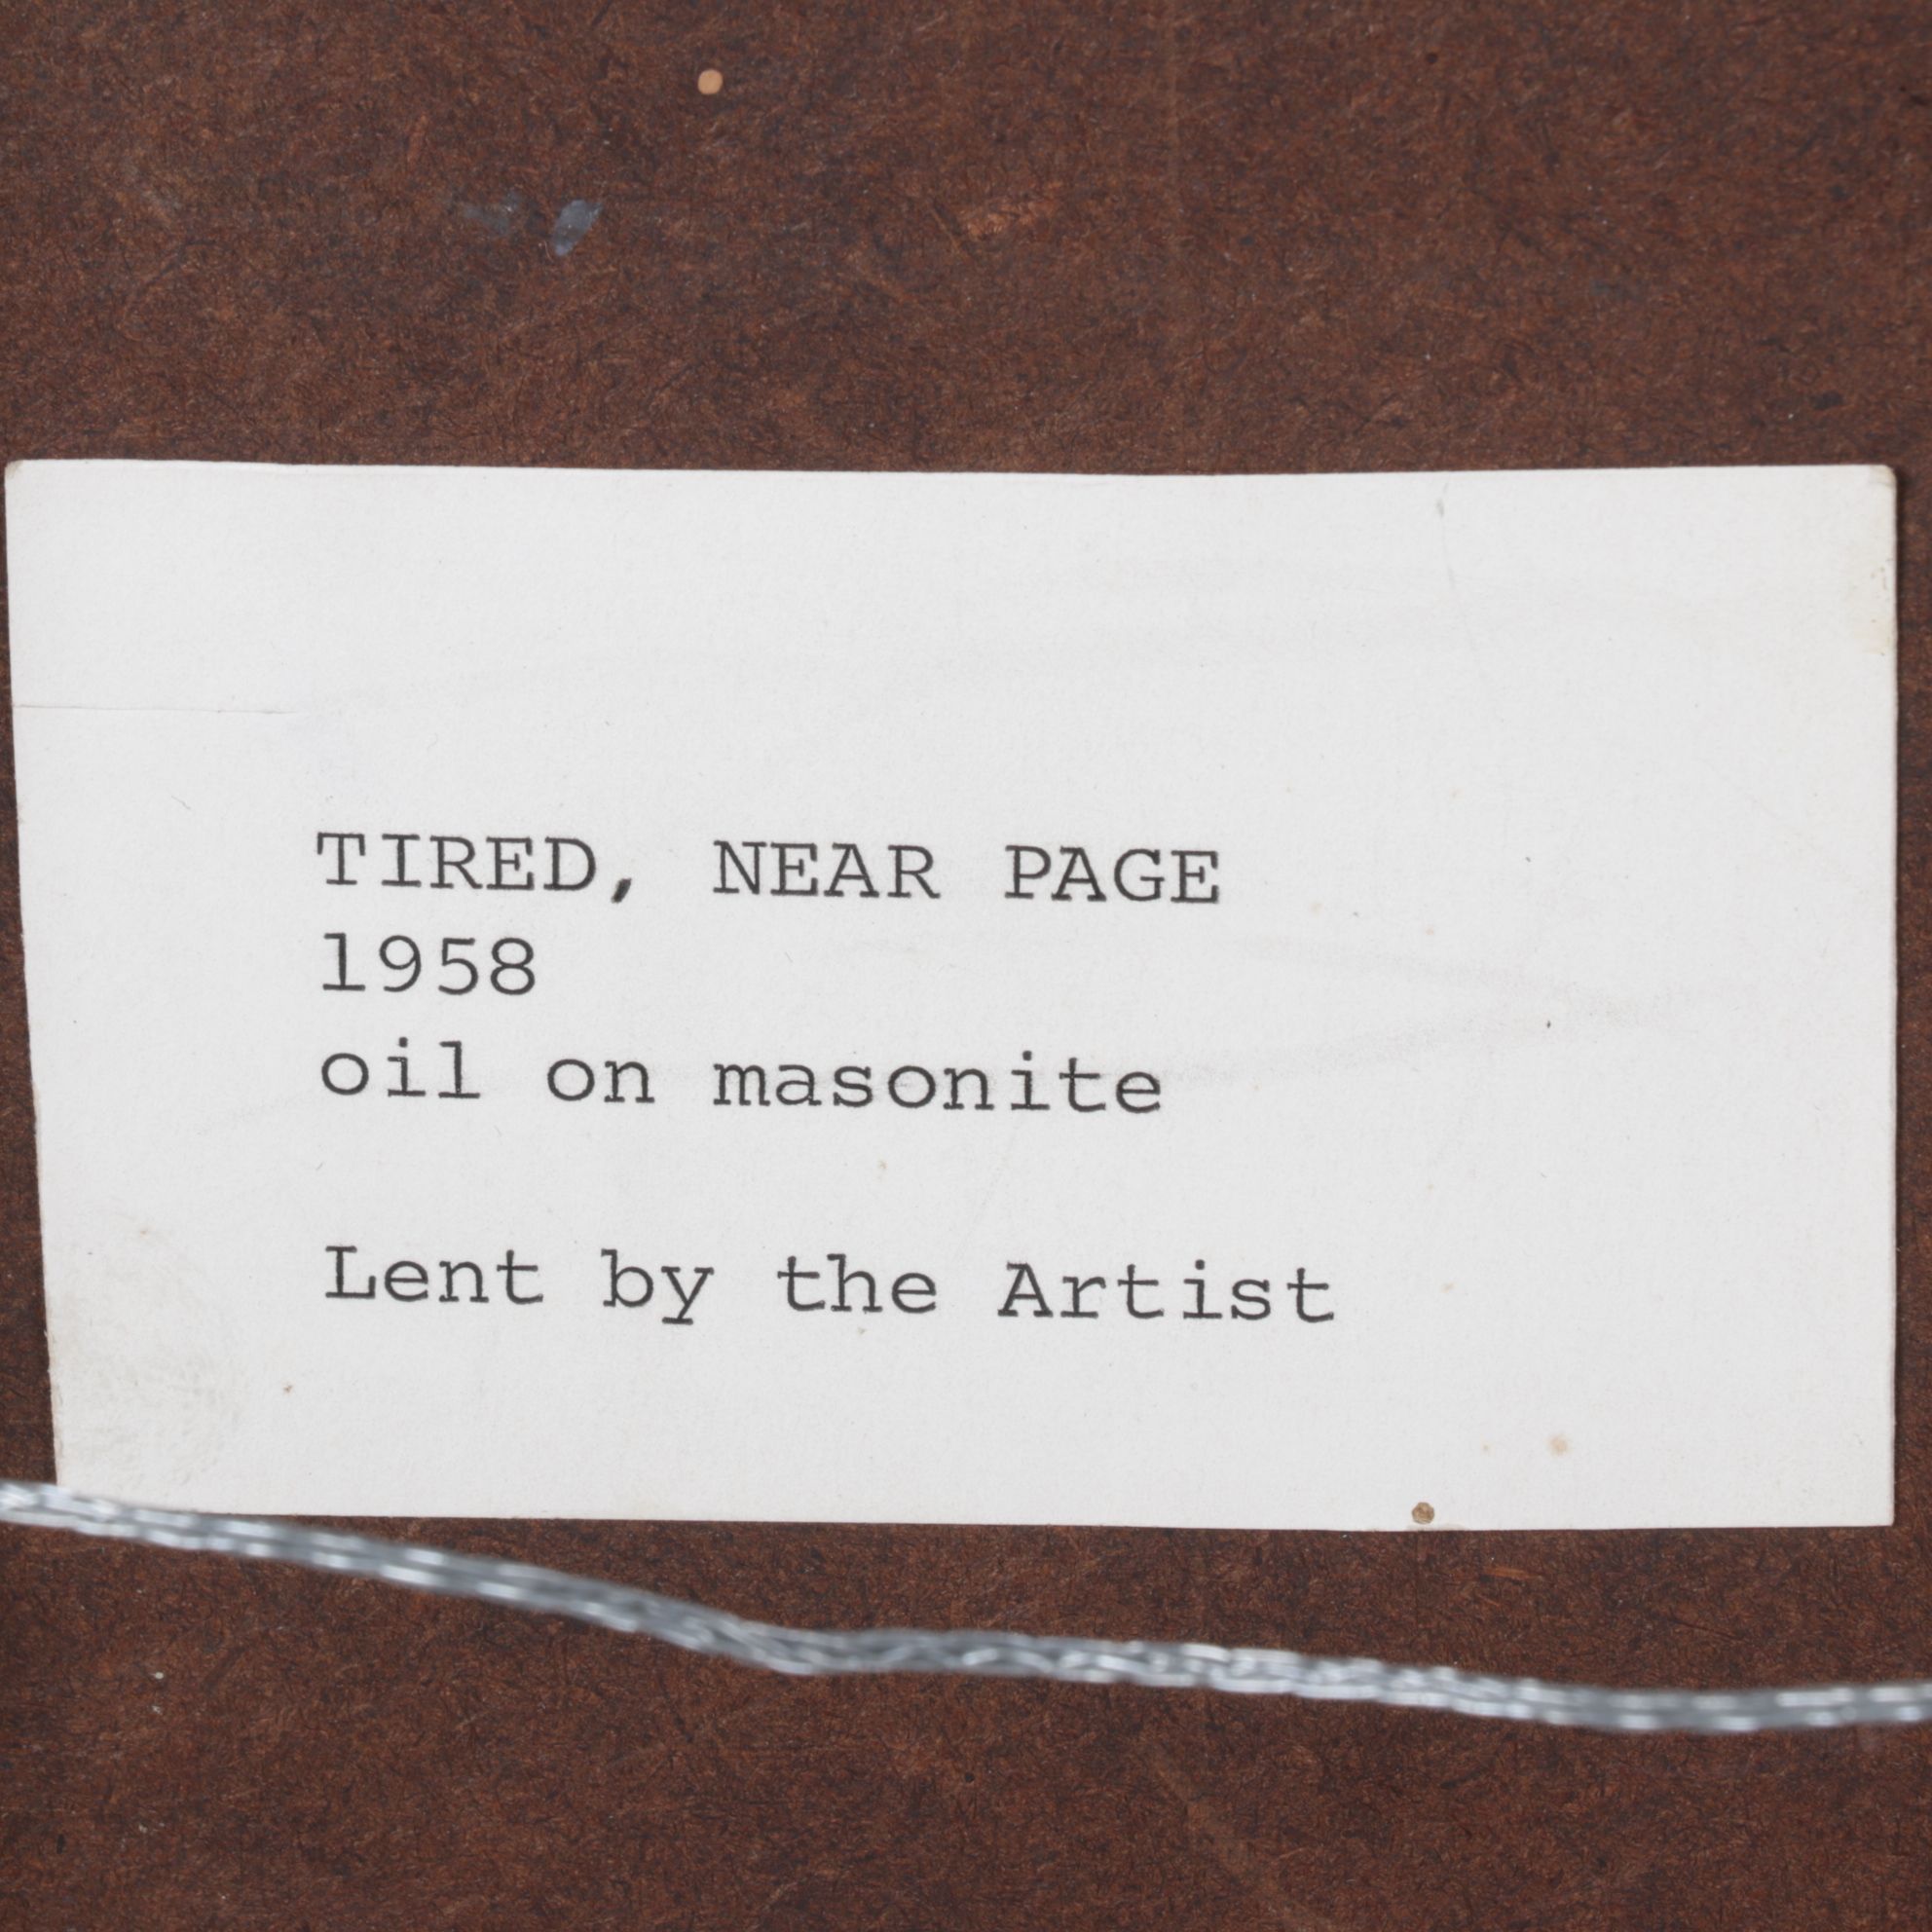 TIRED, NEAR PAGE
1958
oil on masonite
Lent by the Artist